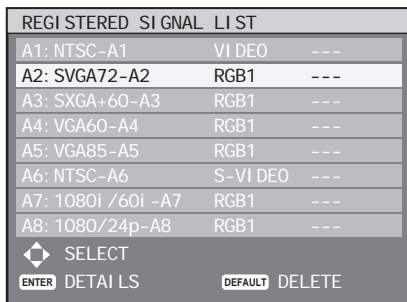 REGISTERED SIGNAL LIST
A1: NTSC-A1 VIDEO ---
A2: SVGA72-A2 RGB1 ---
A3: SXGA+60-A3 RGB1 ---
A4: VGA60-A4 RGB1 ---
A5: VGA85-A5 RGB1 ---
A6: NTSC-A6 S-VIDEO ---
A7: 1080i/60i-A7 RGB1 ---
A8: 1080/24p-A8 RGB1 ---
SELECT
ENTER DETAILS DEFAULT DELETE